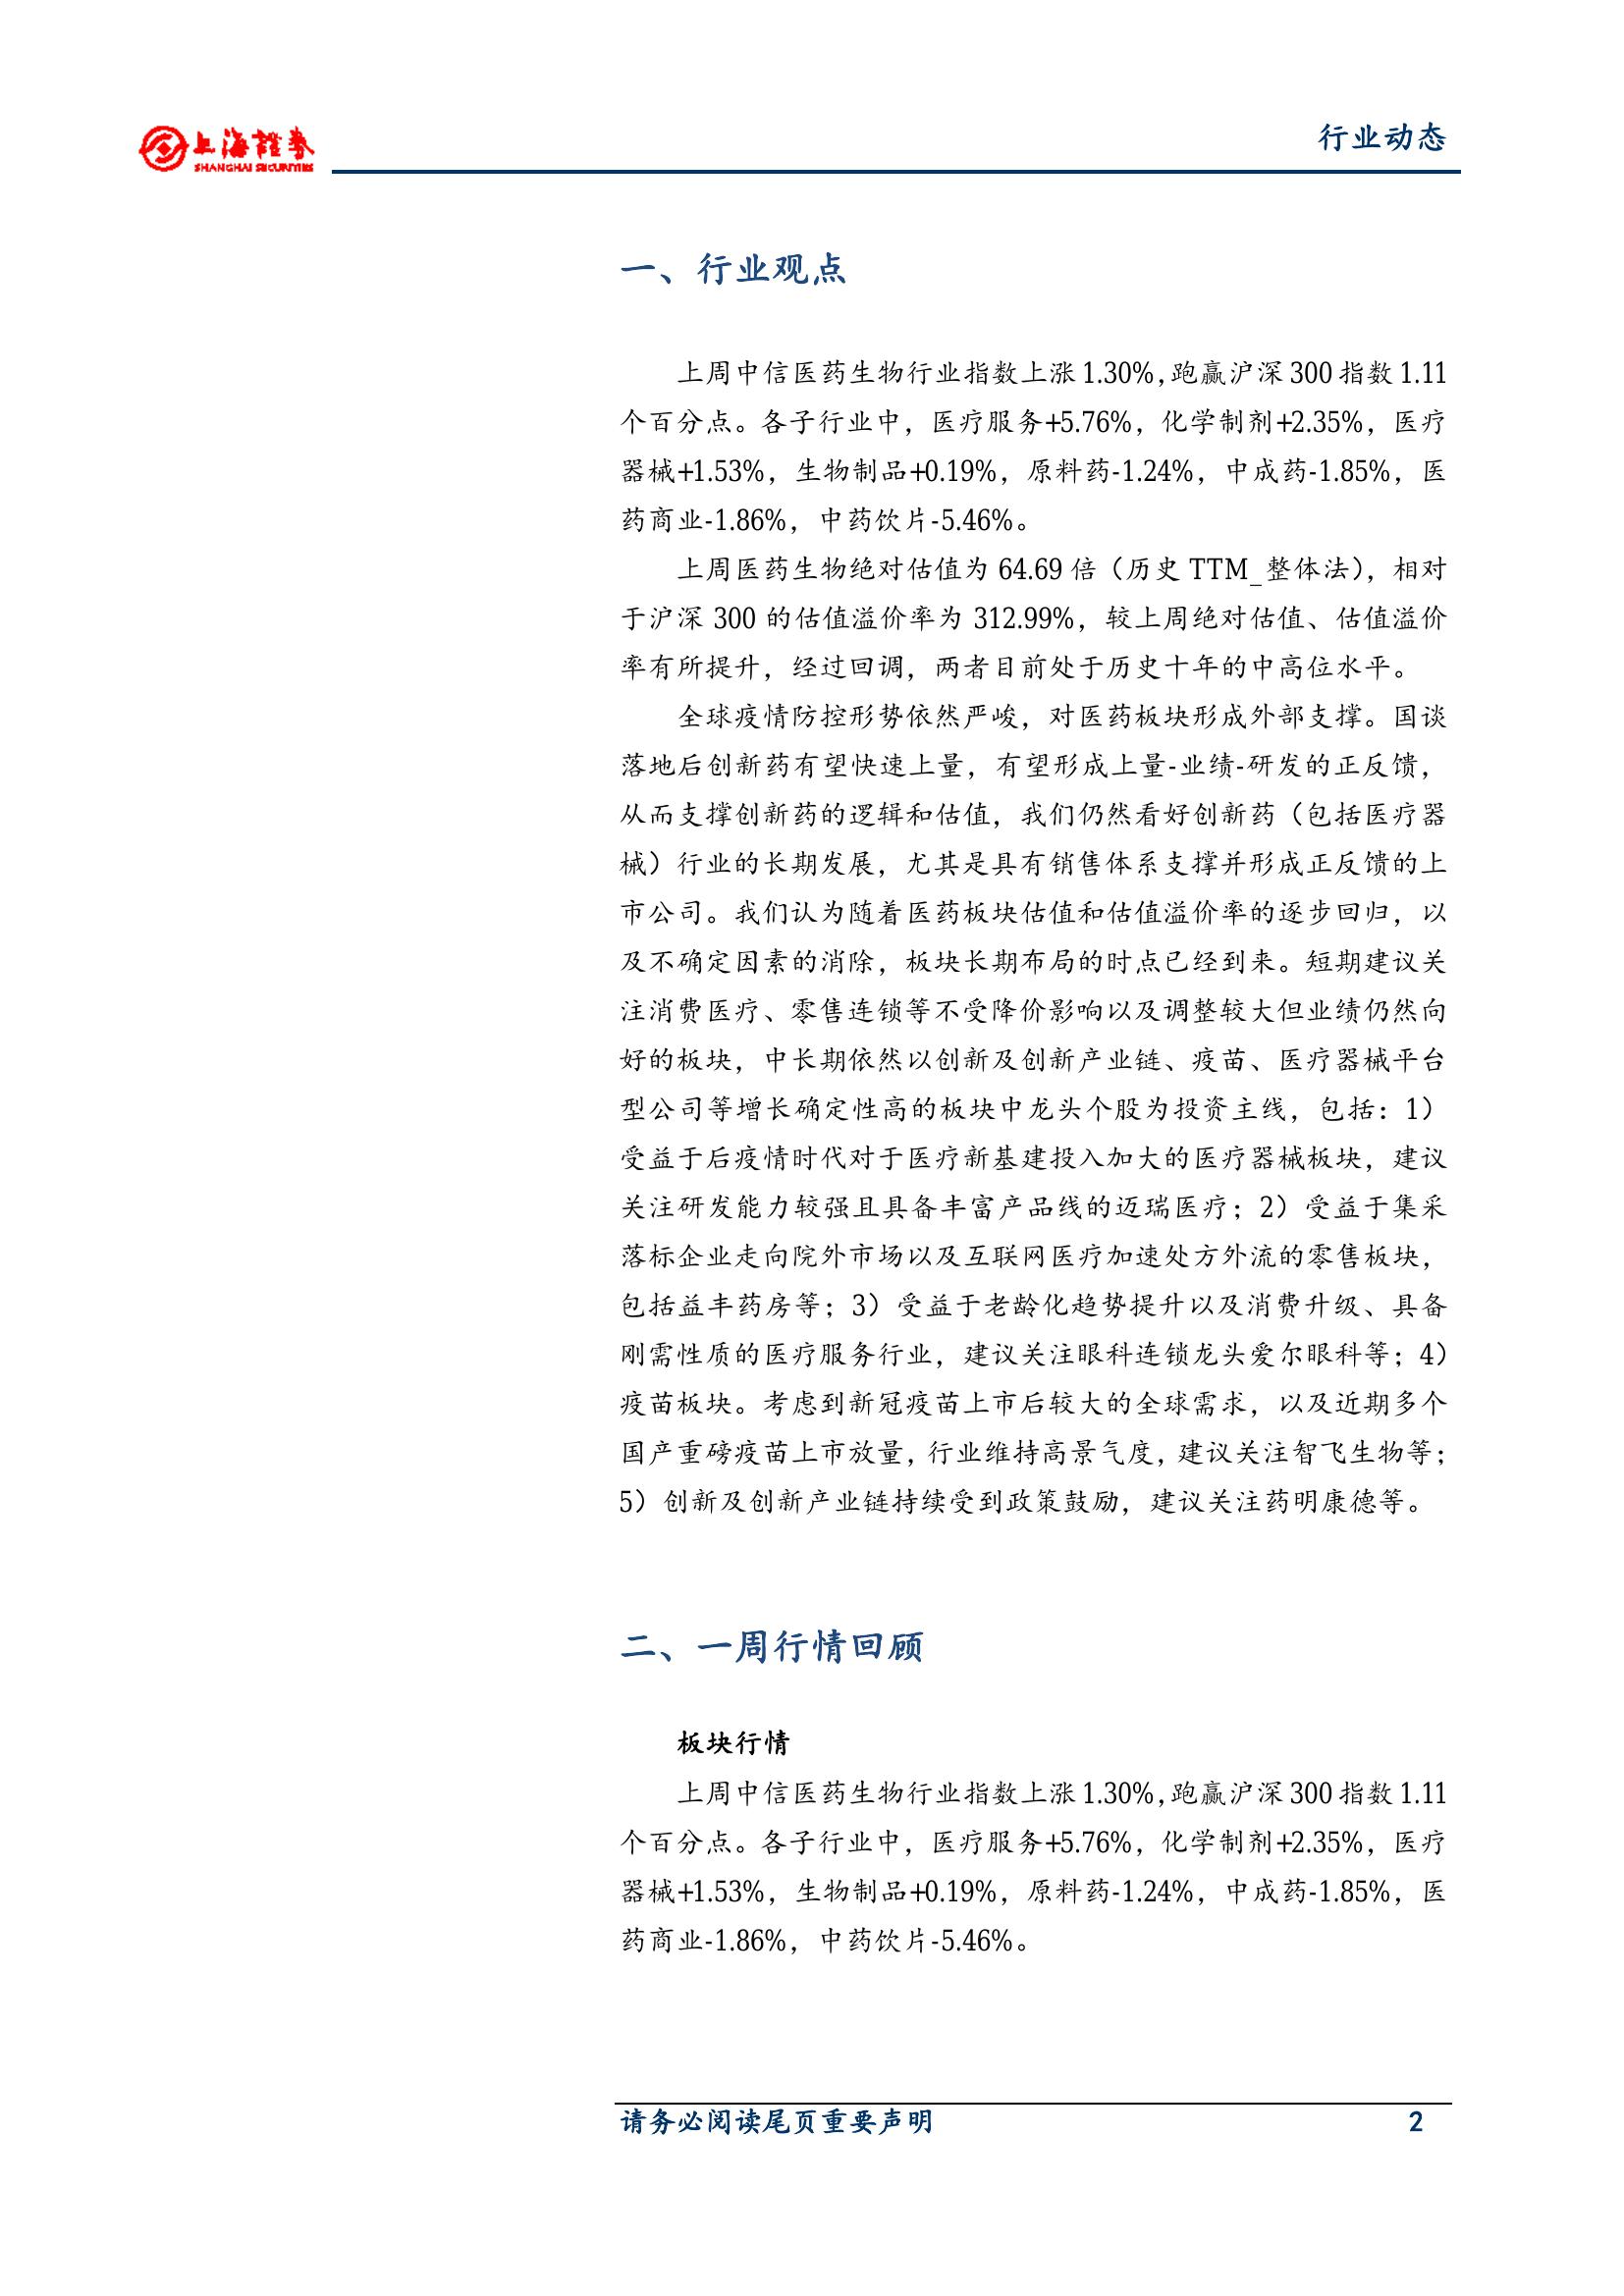 上海證券
SHANGHAI SECURITIES
行业动态
一、行业观点
上周中信医药生物行业指数上涨1.30%，跑赢沪深300指数1.11
个百分点。各子行业中，医疗服务+5.76%，化学制剂+2.35%，医疗
器械+1.53%，生物制品+0.19%，原料药-1.24%，中成药-1.85%，医
药商业-1.86%，中药饮片-5.46%。
上周医药生物绝对估值为 64.69 倍（历史 TTM_整体法），相对
于沪深 300 的估值溢价率为 312.99%，较上周绝对估值、估值溢价
率有所提升，经过回调，两者目前处于历史十年的中高位水平。
全球疫情防控形势依然严峻，对医药板块形成外部支撑。国谈
落地后创新药有望快速上量，有望形成上量-业绩-研发的正反馈，
从而支撑创新药的逻辑和估值，我们仍然看好创新药（包括医疗器
械）行业的长期发展，尤其是具有销售体系支撑并形成正反馈的上
市公司。我们认为随着医药板块估值和估值溢价率的逐步回归，以
及不确定因素的消除，板块长期布局的时点已经到来。短期建议关
注消费医疗、零售连锁等不受降价影响以及调整较大但业绩仍然向
好的板块，中长期依然以创新及创新产业链、疫苗、医疗器械平台
型公司等增长确定性高的板块中龙头个股为投资主线，包括：1）
受益于后疫情时代对于医疗新基建投入加大的医疗器械板块，建议
关注研发能力较强且具备丰富产品线的迈瑞医疗；2）受益于集采
落标企业走向院外市场以及互联网医疗加速处方外流的零售板块，
包括益丰药房等；3）受益于老龄化趋势提升以及消费升级、具备
刚需性质的医疗服务行业，建议关注眼科连锁龙头爱尔眼科等；4）
疫苗板块。考虑到新冠疫苗上市后较大的全球需求，以及近期多个
国产重磅疫苗上市放量，行业维持高景气度，建议关注智飞生物等；
5）创新及创新产业链持续受到政策鼓励，建议关注药明康德等。
二、一周行情回顾
板块行情
上周中信医药生物行业指数上涨1.30%，跑赢沪深300指数1.11
个百分点。各子行业中，医疗服务+5.76%，化学制剂+2.35%，医疗
器械+1.53%，生物制品+0.19%，原料药-1.24%，中成药-1.85%，医
药商业-1.86%，中药饮片-5.46%。
请务必阅读尾页重要声明 2